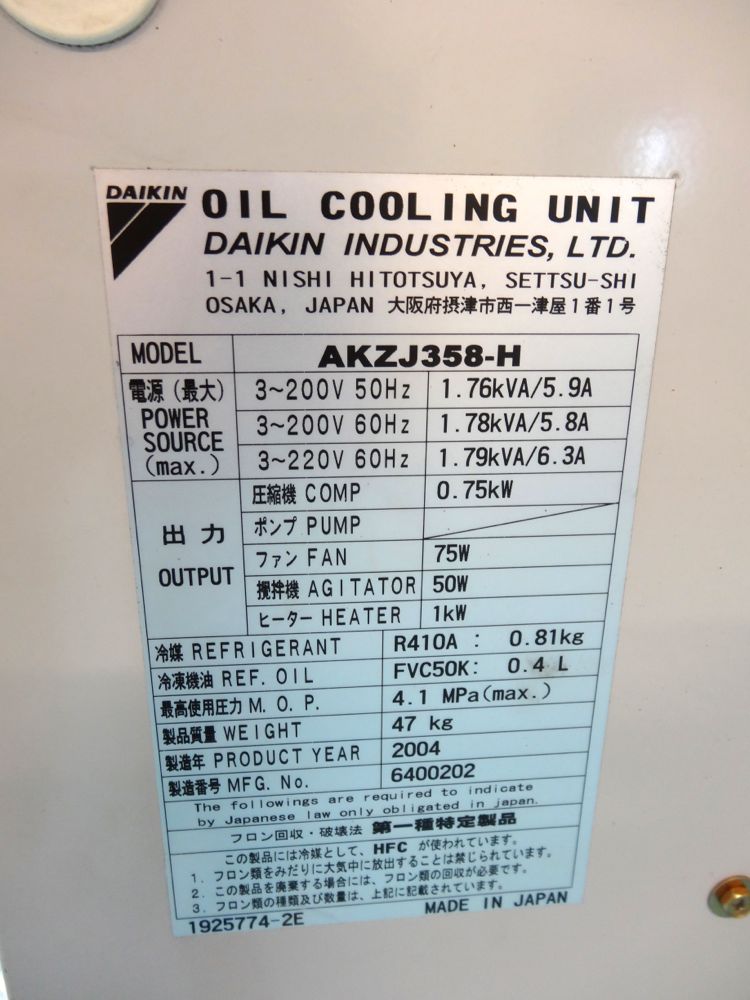 DAIKIN
OIL COOLING UNIT
DAIKIN INDUSTRIES, LTD.
1-1 NISHI HITOTSUYA, SETTSU-SHI
OSAKA, JAPAN 大阪府摂津市西一津屋1番1号
MODEL AKZJ358-H
電源(最大) POWER SOURCE (max.)
3~200V 50Hz 1.76kVA/5.9A
3~200V 60Hz 1.78kVA/5.8A
3~220V 60Hz 1.79kVA/6.3A
出力 OUTPUT
圧縮機 COMP 0.75kW
ポンプ PUMP
ファン FAN 75W
攪拌機 AGITATOR 50W
ヒーター HEATER 1kW
冷媒 REFRIGERANT R410A : 0.81kg
冷凍機油 REF. OIL FVC50K: 0.4 L
最高使用圧力 M. O. P. 4.1 MPa(max.)
製品質量 WEIGHT 47 kg
製造年 PRODUCT YEAR 2004
製造番号 MFG. No. 6400202
The followings are required to indicate
by Japanese law only obligated in japan.
フロン回収・破壊法 第一種特定製品
この製品には冷媒として、HFC が使われています。
1. フロン類をみだりに大気中に放出することは禁じられています。
2. この製品を廃棄する場合には、フロン類の回収が必要です。
3. フロン類の種類及び数量は、上記に記載されています。
1925774-2E MADE IN JAPAN